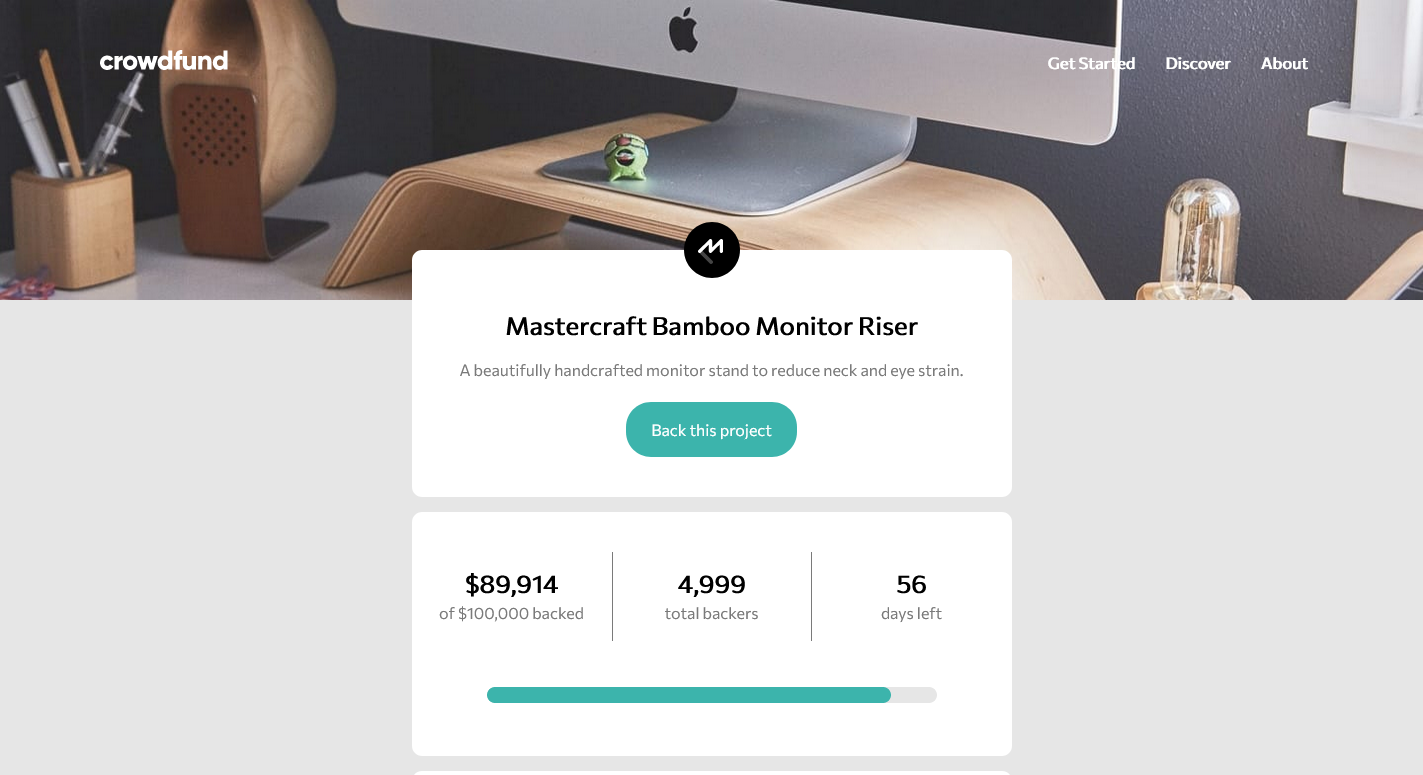 crowdfund
Get Started Discover About
Mastercraft Bamboo Monitor Riser
A beautifully handcrafted monitor stand to reduce neck and eye strain.
Back this project
$89,914 4,999 56
of $100,000 backed total backers days left